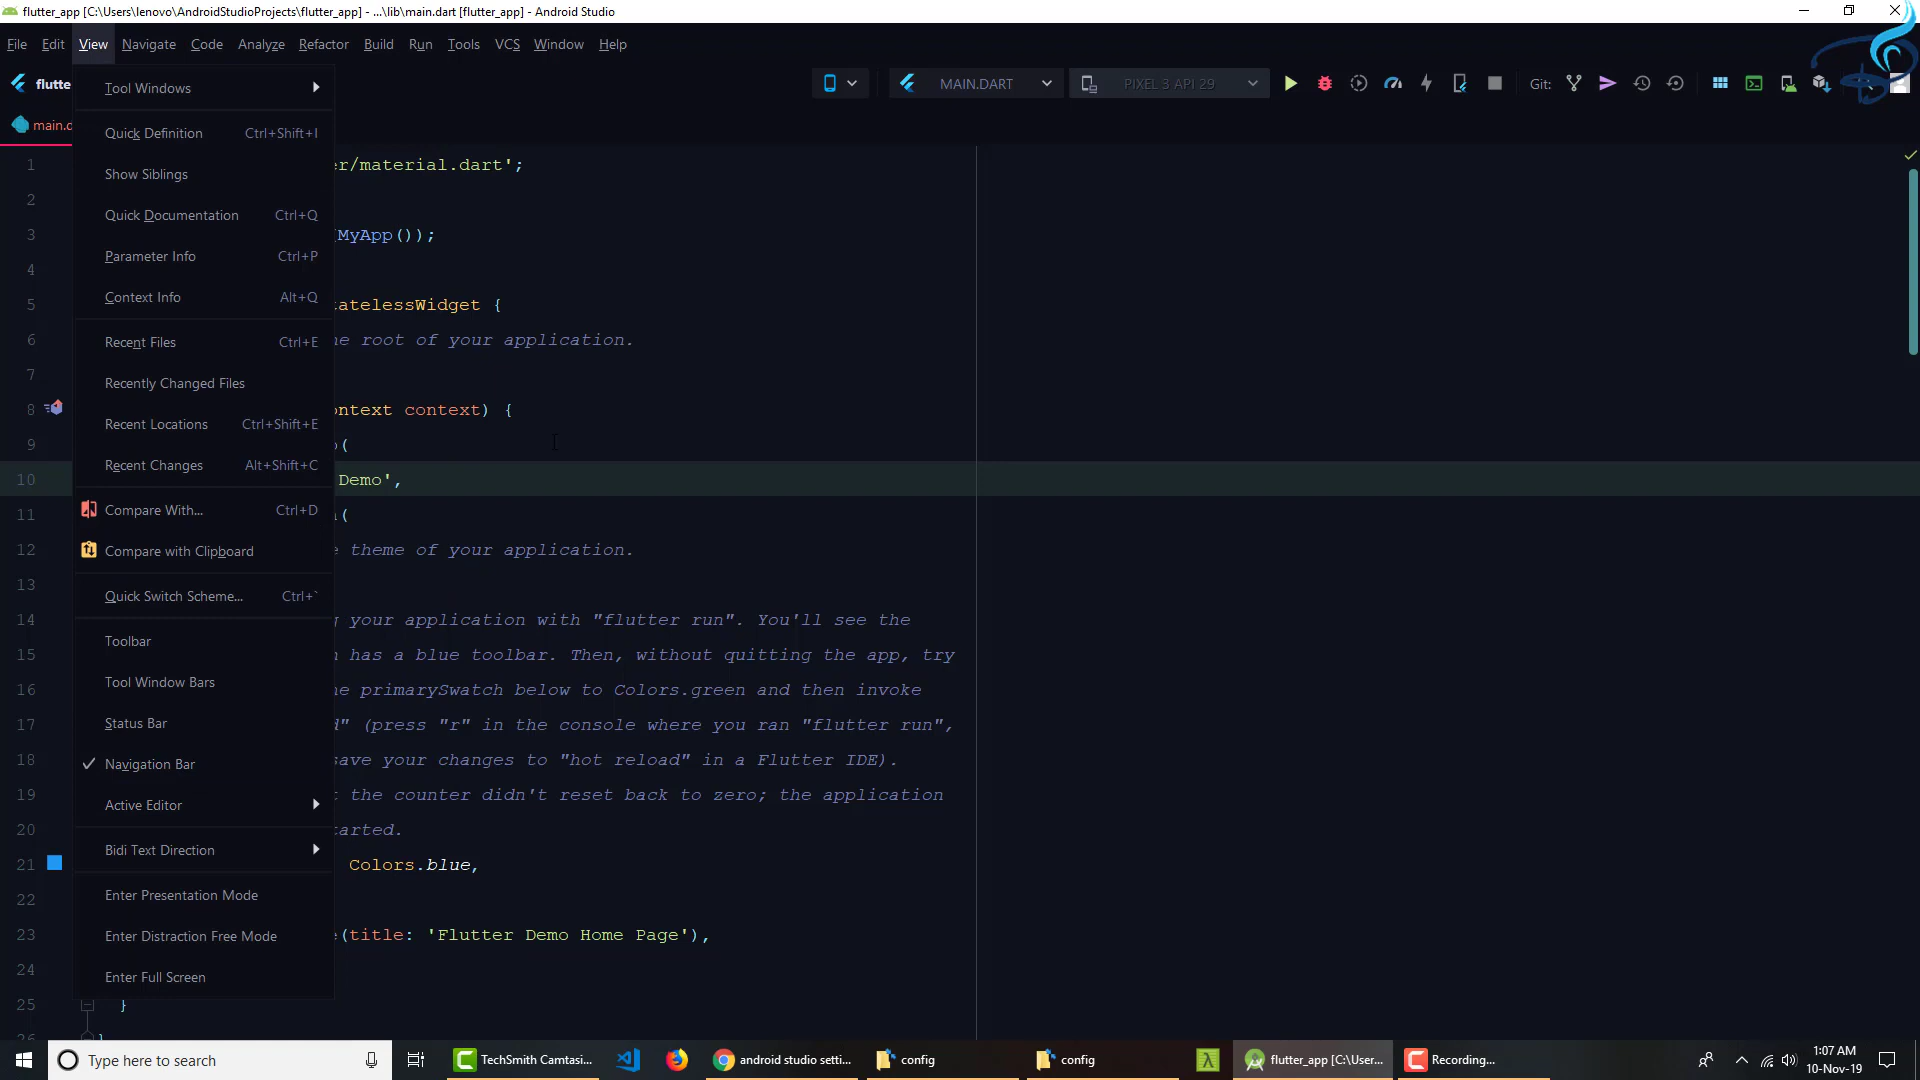 flutter_app [C:\Users\lenovo\AndroidStudioProjects\flutter_app] - ...\lib\main.dart [flutter_app] - Android Studio
File Edit View Navigate Code Analyze Refactor Build Run Tools VCS Window Help
flutte MAIN.DART PIXEL 3 API 29 Git:
main.d
Tool Windows
Quick Definition Ctrl+Shift+I
Show Siblings
Quick Documentation Ctrl+Q
Parameter Info Ctrl+P
Context Info Alt+Q
Recent Files Ctrl+E
Recently Changed Files
Recent Locations Ctrl+Shift+E
Recent Changes Alt+Shift+C
Compare With... Ctrl+D
Compare with Clipboard
Quick Switch Scheme... Ctrl+`
Toolbar
Tool Window Bars
Status Bar
Navigation Bar
Active Editor
Bidi Text Direction
Enter Presentation Mode
Enter Distraction Free Mode
Enter Full Screen
1 er/material.dart';
2
3 MyApp());
4
5 tatelessWidget {
6 he root of your application.
7
8 ontext context) {
9 (
10 Demo',
11 (
12 e theme of your application.
13
14 g your application with "flutter run". You'll see the
15 n has a blue toolbar. Then, without quitting the app, try
16 he primarySwatch below to Colors.green and then invoke
17 d" (press "r" in the console where you ran "flutter run",
18 save your changes to "hot reload" in a Flutter IDE).
19 t the counter didn't reset back to zero; the application
20 tarted.
21 Colors.blue,
22
23 e(title: 'Flutter Demo Home Page'),
24
25 }
26 }
Type here to search TechSmith Camtasi... android studio setti... config config flutter_app [C:\User... Recording... 1:07 AM
10-Nov-19